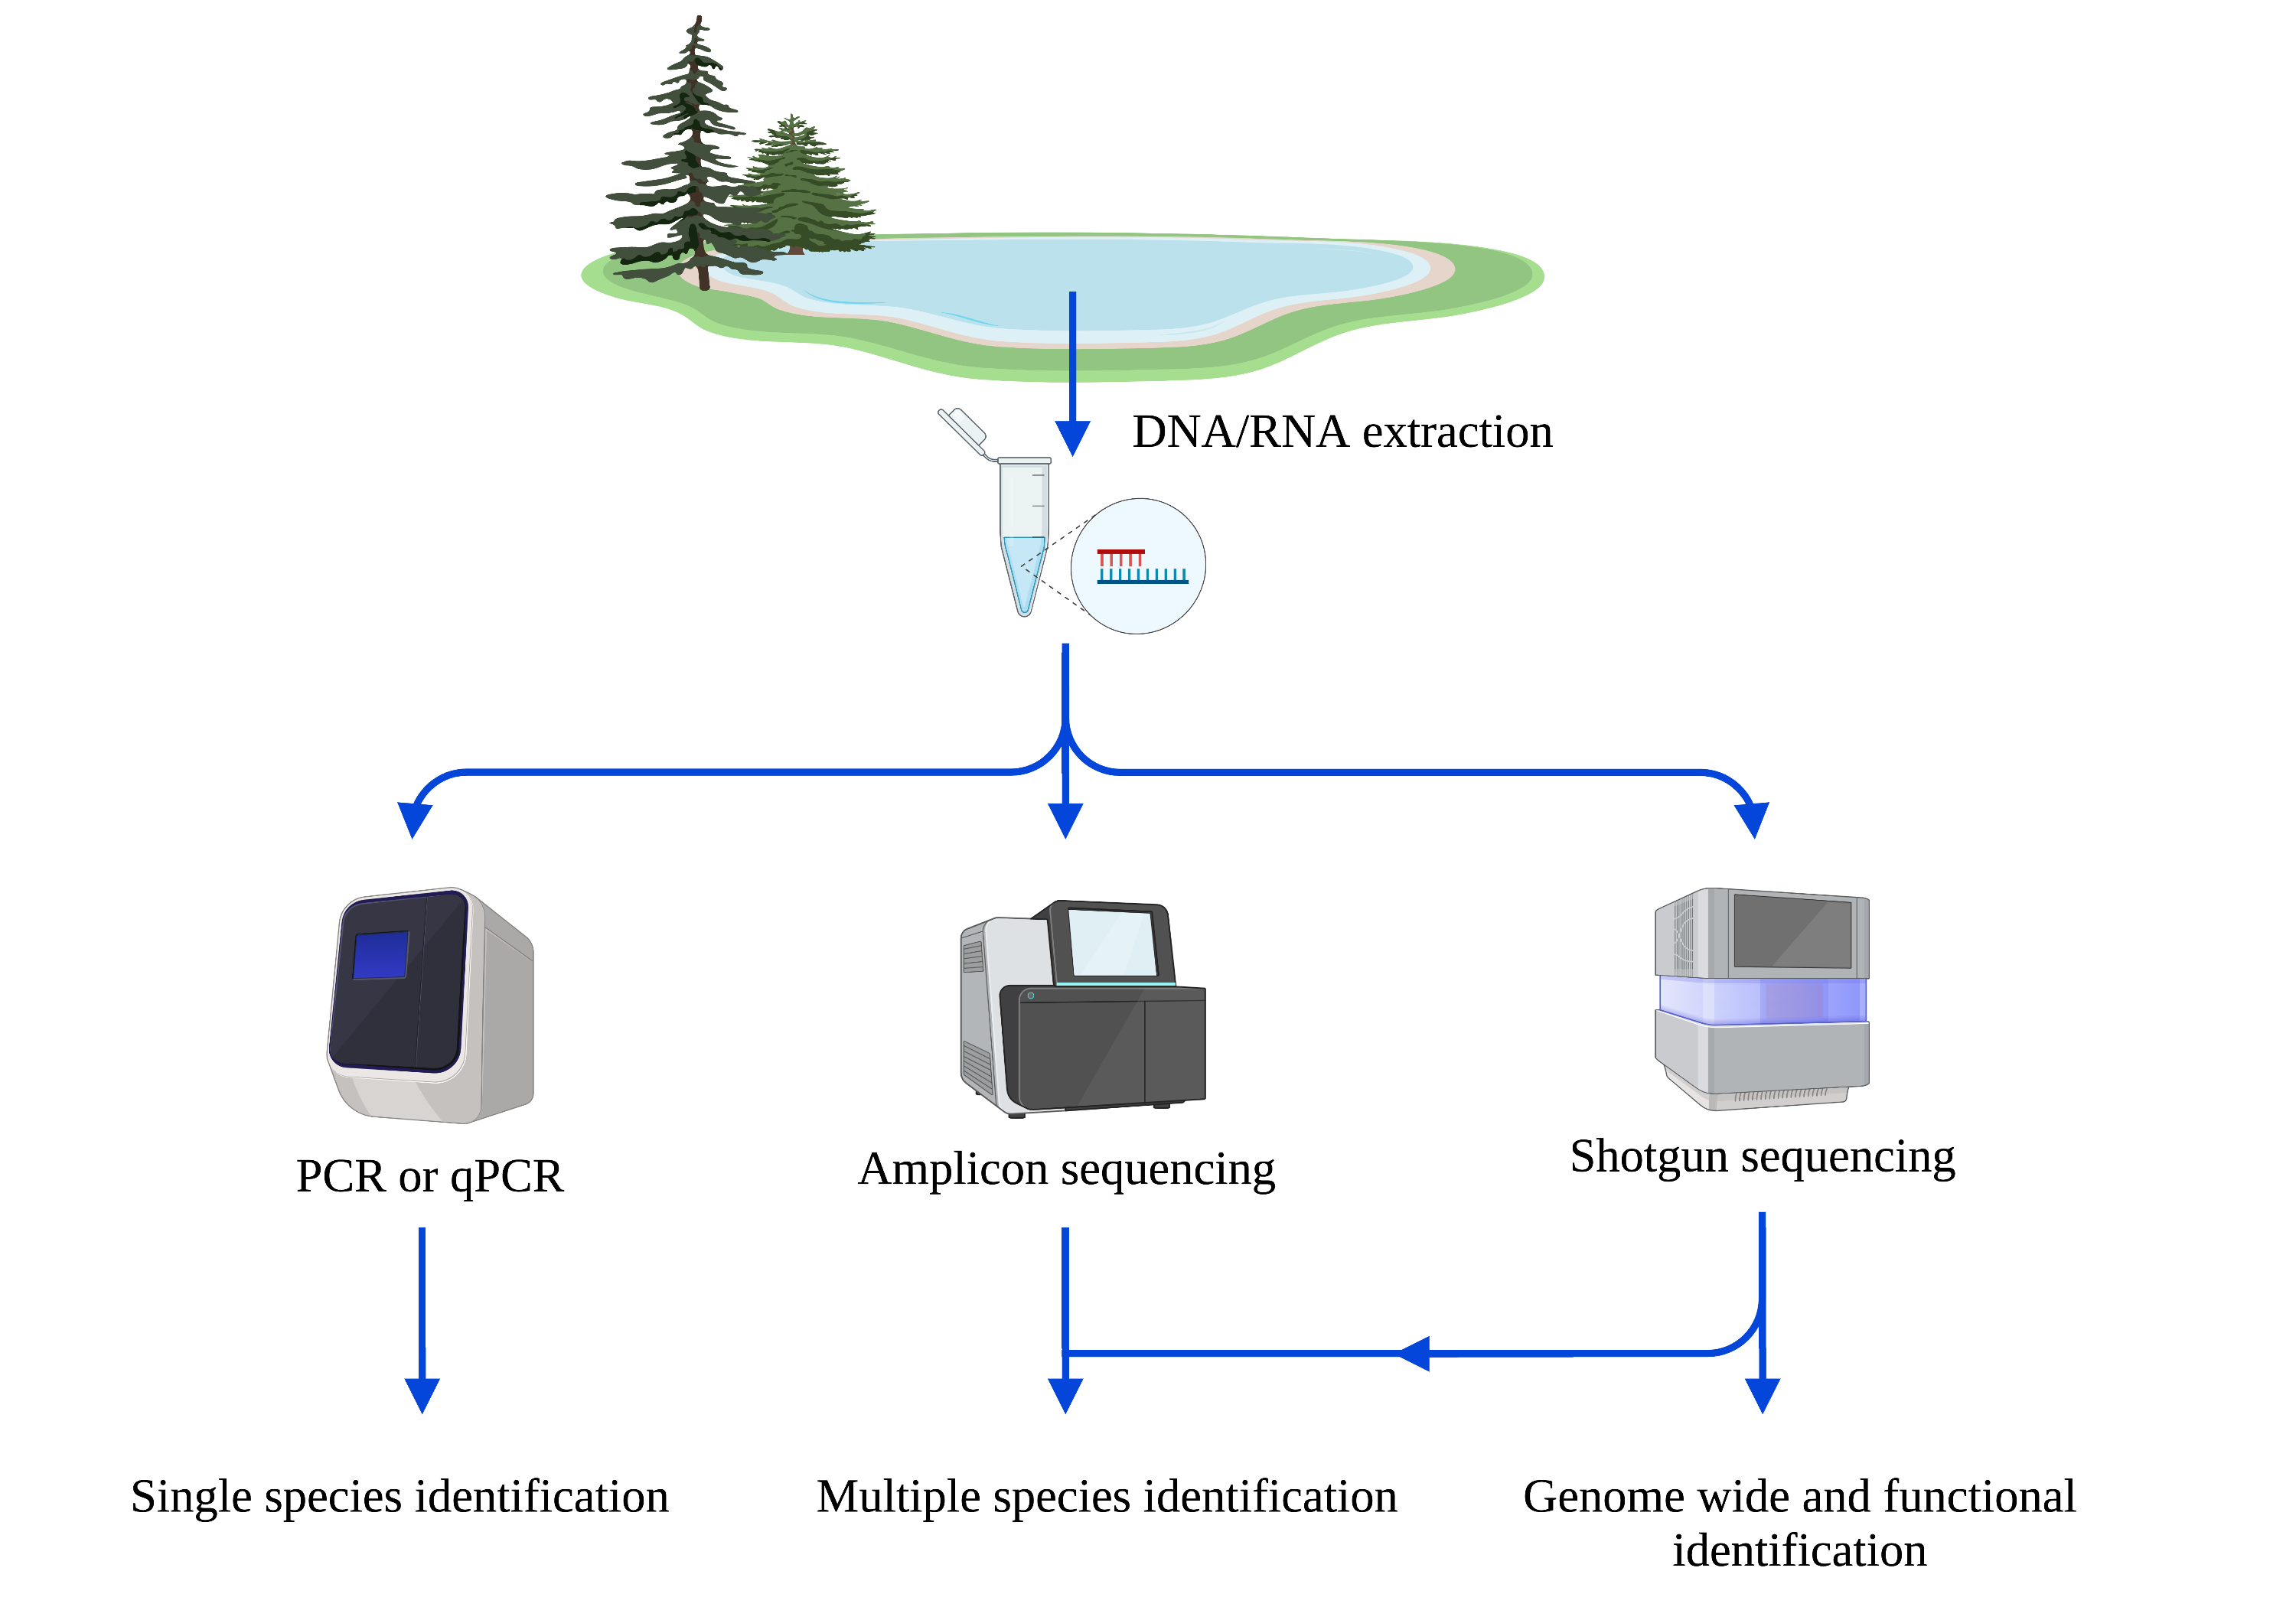 DNA/RNA extraction
PCR or qPCR
Amplicon sequencing
Shotgun sequencing
Single species identification
Multiple species identification
Genome wide and functional
identification